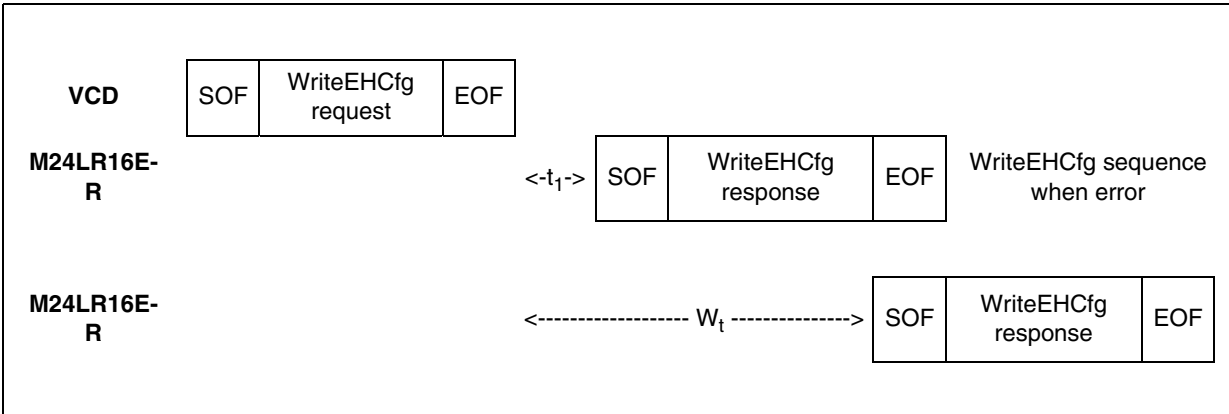 VCD SOF WriteEHCfg request EOF
M24LR16E-R <-t1-> SOF WriteEHCfg response EOF WriteEHCfg sequence when error
M24LR16E-R <-------------------- Wt ---------------> SOF WriteEHCfg response EOF